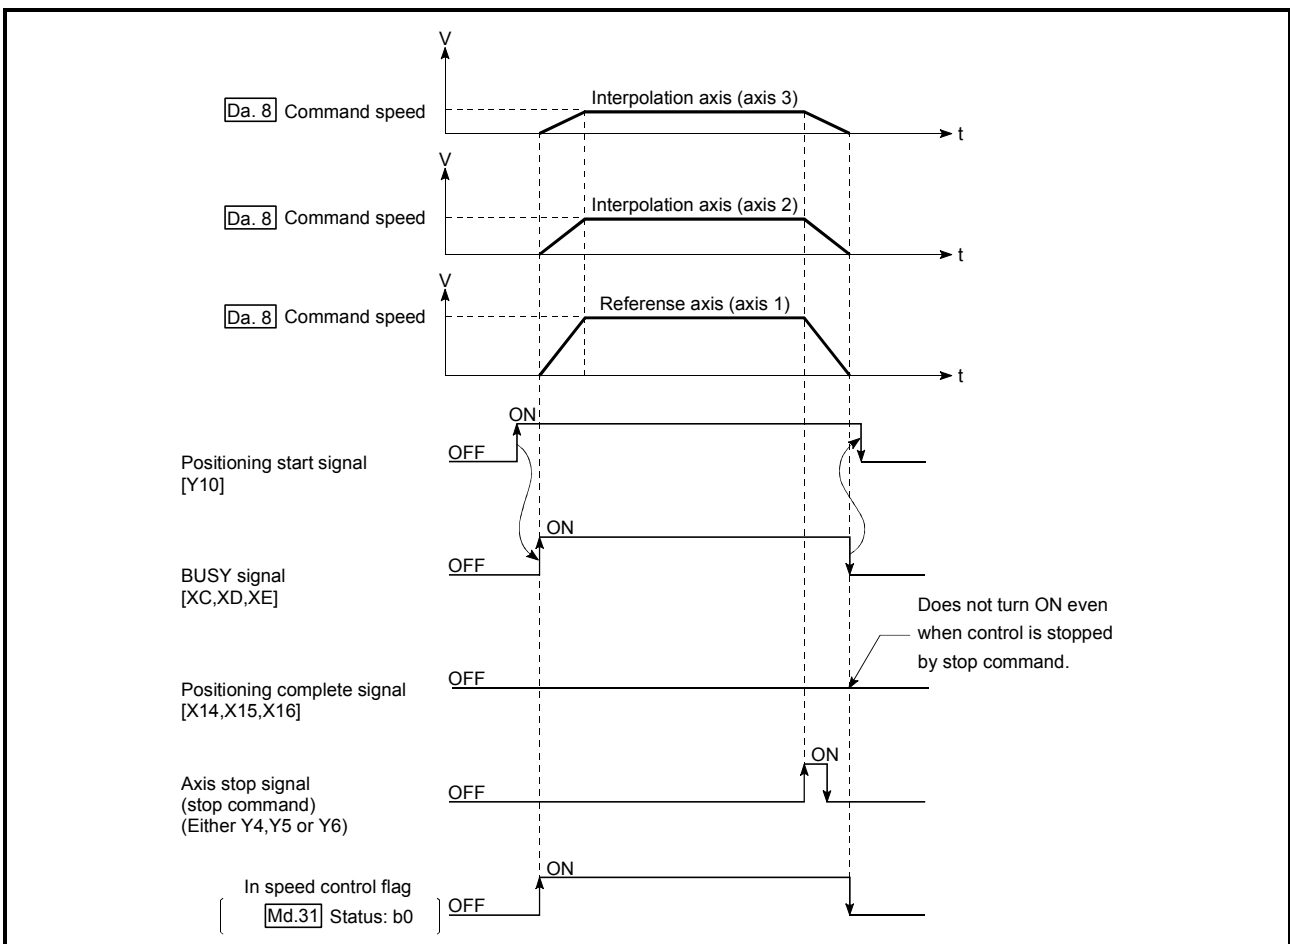 V
Interpolation axis (axis 3)
Da. 8 Command speed
t
V
Interpolation axis (axis 2)
Da. 8 Command speed
t
V
Referense axis (axis 1)
Da. 8 Command speed
t
ON
OFF
Positioning start signal
[Y10]
ON
OFF
BUSY signal
[XC,XD,XE]
Does not turn ON even
when control is stopped
by stop command.
OFF
Positioning complete signal
[X14,X15,X16]
ON
Axis stop signal
OFF
(stop command)
(Either Y4,Y5 or Y6)
ON
In speed control flag
OFF
Md.31 Status: b0